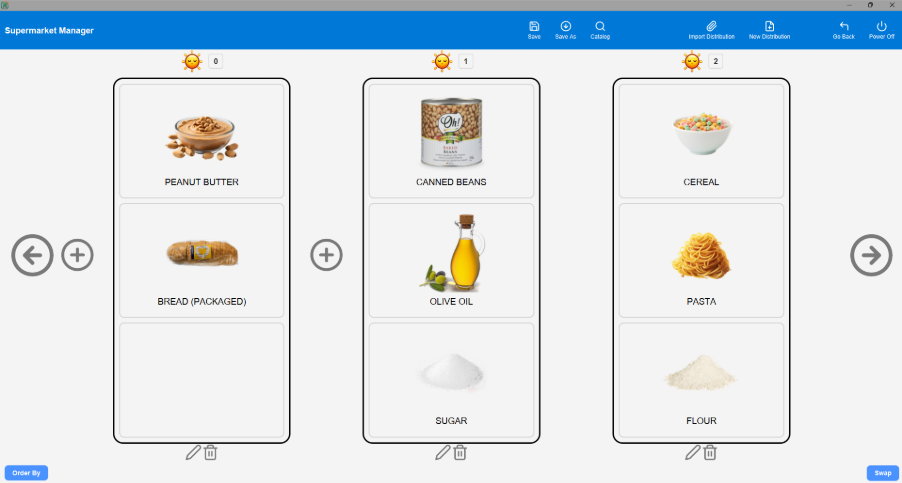 Supermarket Manager
Save
Save As
Catalog
Import Distribution
New Distribution
Go Back
Power Off
0
1
2
PEANUT BUTTER
Oh!
BEANS
CANNED BEANS
CEREAL
BREAD (PACKAGED)
OLIVE OIL
PASTA
SUGAR
FLOUR
Order By
Swap